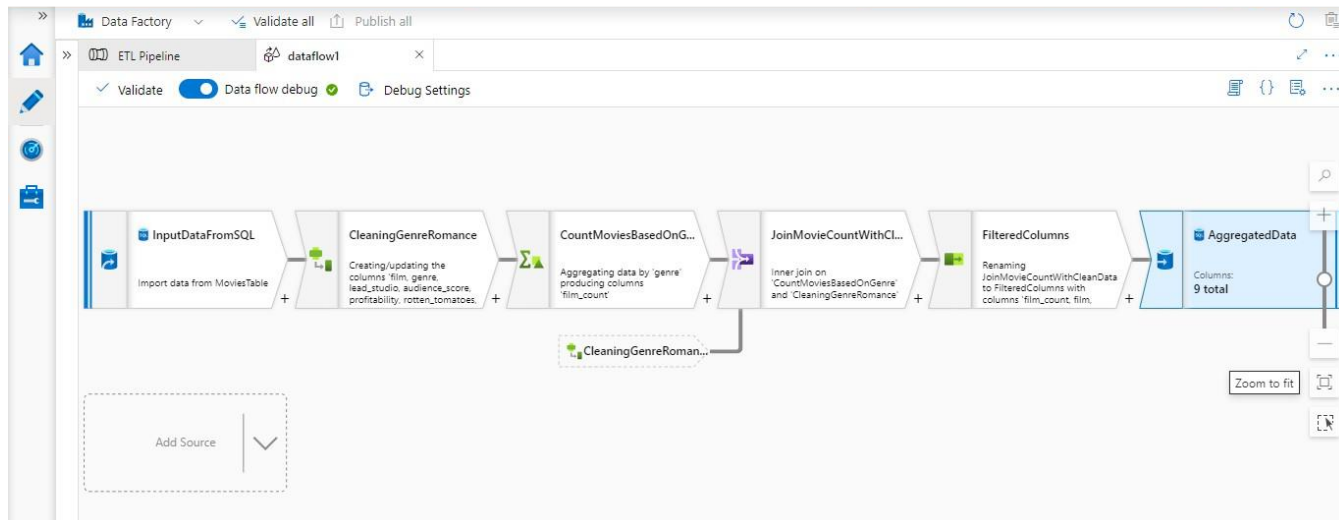 Data Factory
Validate all
Publish all
ETL Pipeline
dataflow1
Validate
Data flow debug
Debug Settings
InputDataFromSQL
Import data from MoviesTable
+
CleaningGenreRomance
Creating/updating the
columns 'film, genre,
lead_studio, audience_score,
profitability, rotten_tomatoes,
+
CountMoviesBasedOnG...
Aggregating data by 'genre'
producing columns
'film_count'
+
JoinMovieCountWithCl...
Inner join on
'CountMoviesBasedOnGenre'
and 'CleaningGenreRomance'
+
FilteredColumns
Renaming
JoinMovieCountWithCleanData
to FilteredColumns with
columns 'film_count, film,
+
AggregatedData
Columns:
9 total
CleaningGenreRoman...
Zoom to fit
Add Source